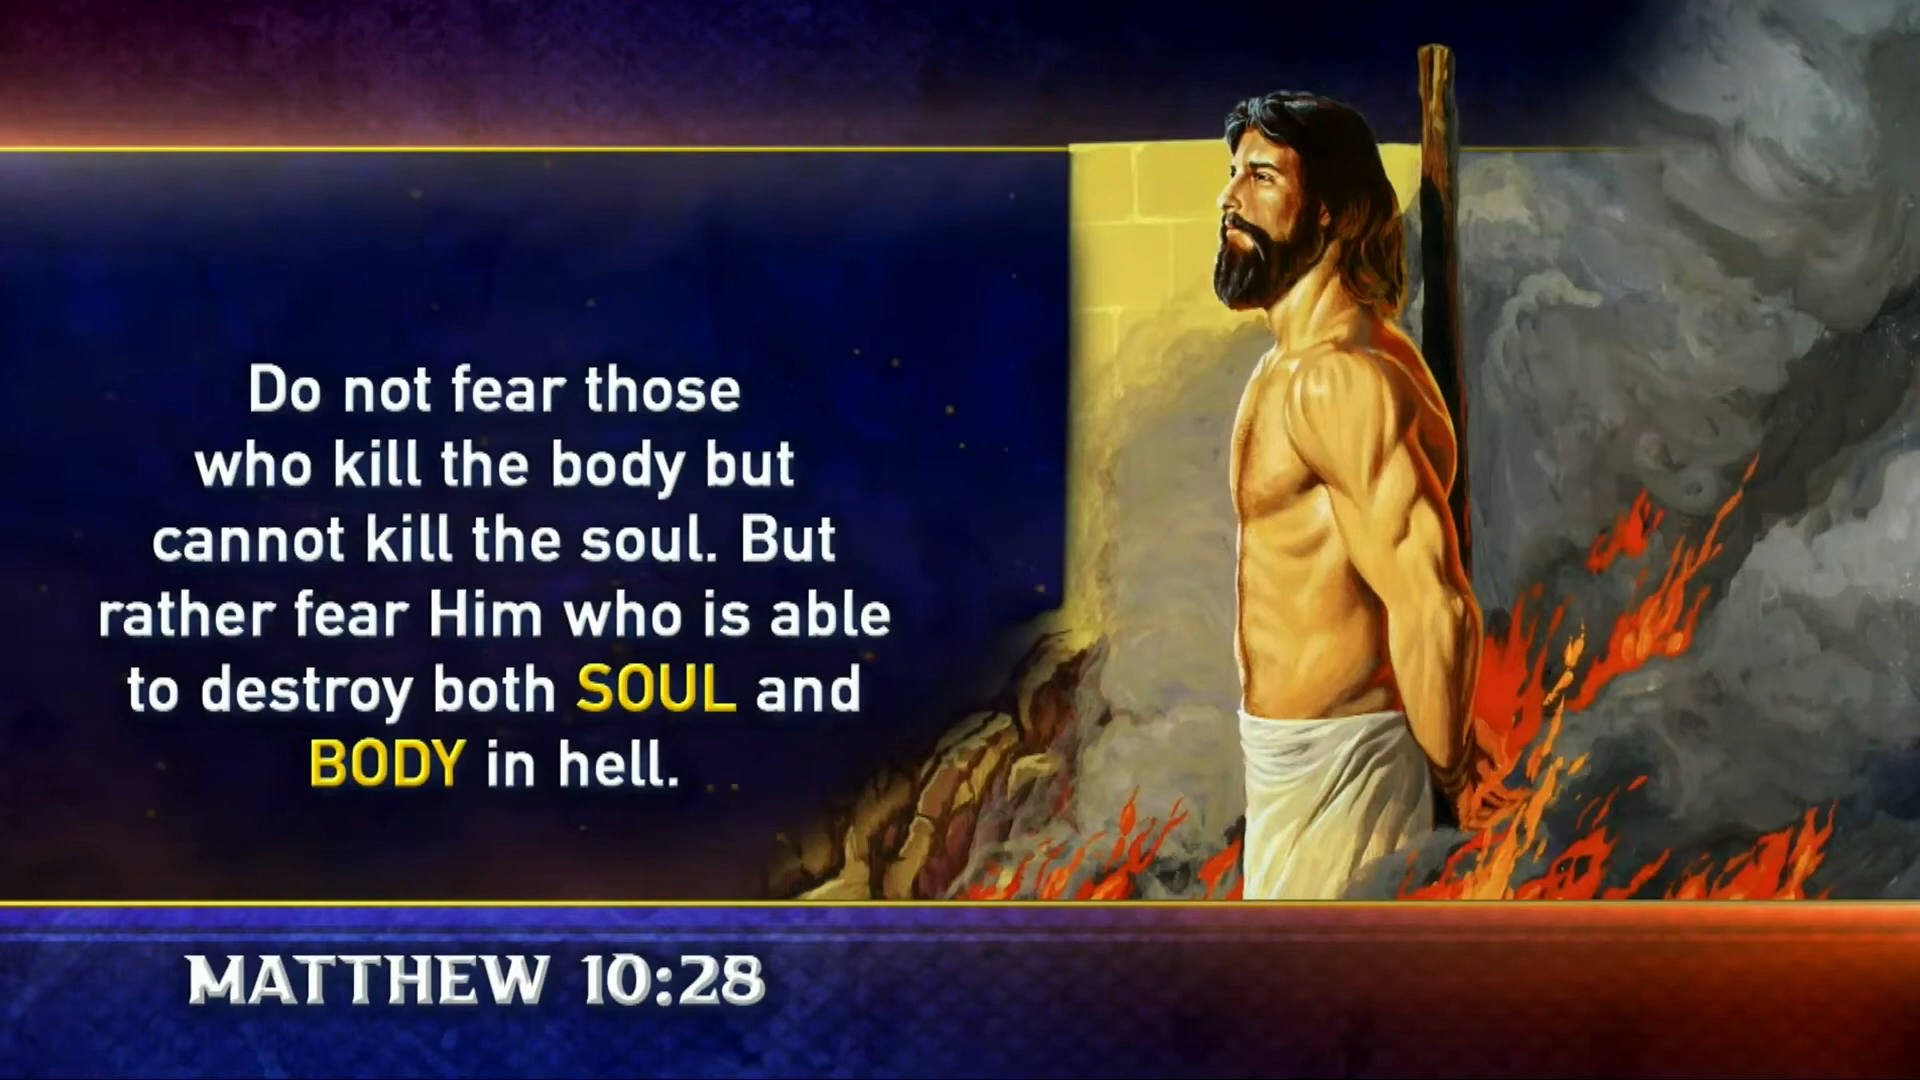 Do not fear those
who kill the body but
cannot kill the soul. But
rather fear Him who is able
to destroy both SOUL and
BODY in hell.
MATTHEW 10:28